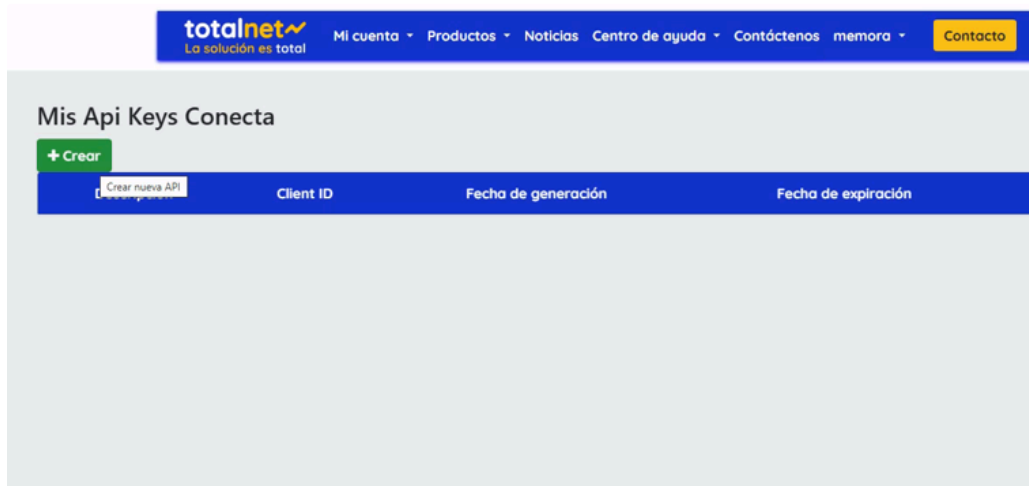 totalnet
La solución es total
Mi cuenta Productos Noticias Centro de ayuda Contáctenos memora Contacto
Mis Api Keys Conecta
+ Crear
Crear nueva API
Client ID Fecha de generación Fecha de expiración